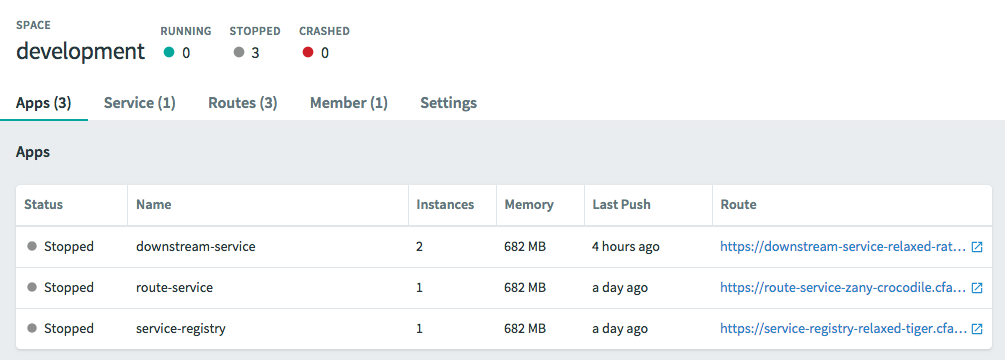 SPACE
development
RUNNING STOPPED CRASHED
0 3 0
Apps (3) Service (1) Routes (3) Member (1) Settings
Apps
Status Name Instances Memory Last Push Route
Stopped downstream-service 2 682 MB 4 hours ago https://downstream-service-relaxed-rat...
Stopped route-service 1 682 MB a day ago https://route-service-zany-crocodile.cfa...
Stopped service-registry 1 682 MB a day ago https://service-registry-relaxed-tiger.cfa...